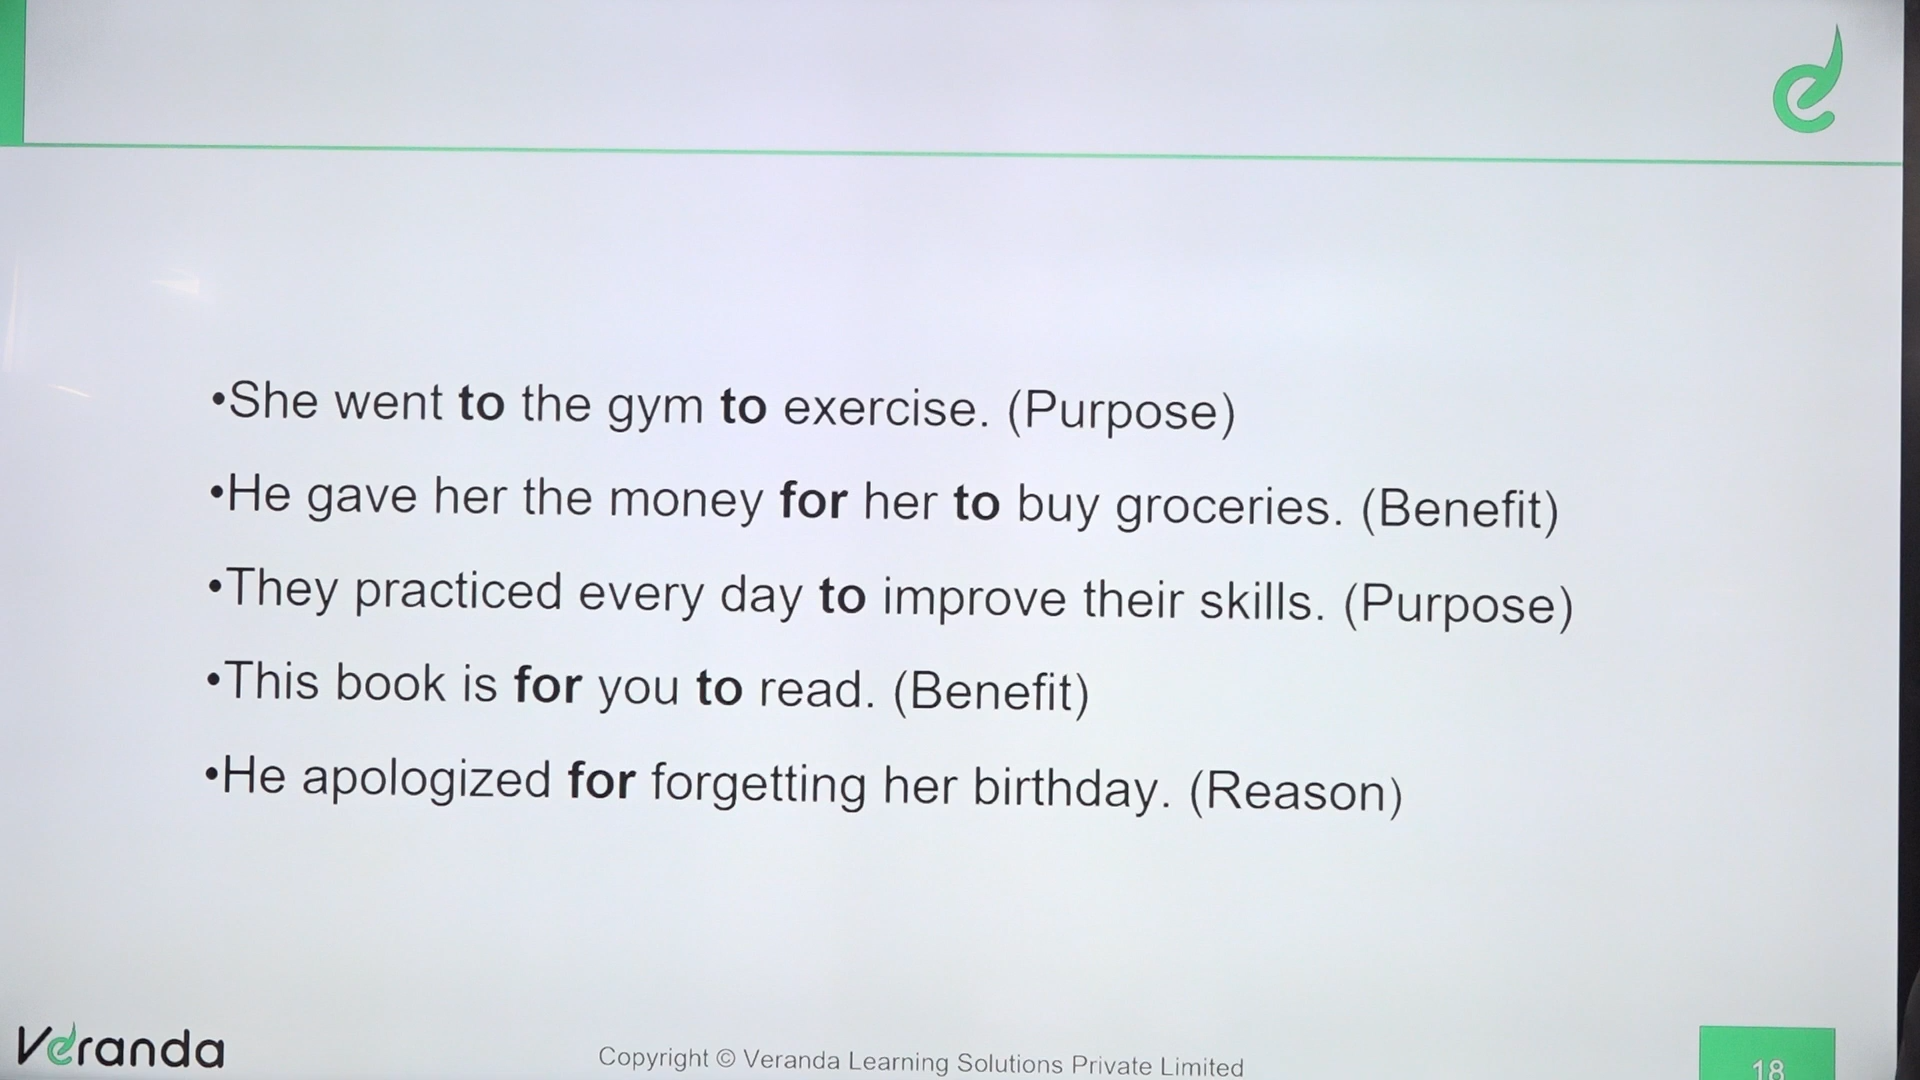 •She went to the gym to exercise. (Purpose)
•He gave her the money for her to buy groceries. (Benefit)
•They practiced every day to improve their skills. (Purpose)
•This book is for you to read. (Benefit)
•He apologized for forgetting her birthday. (Reason)
Veranda
Copyright © Veranda Learning Solutions Private Limited
18